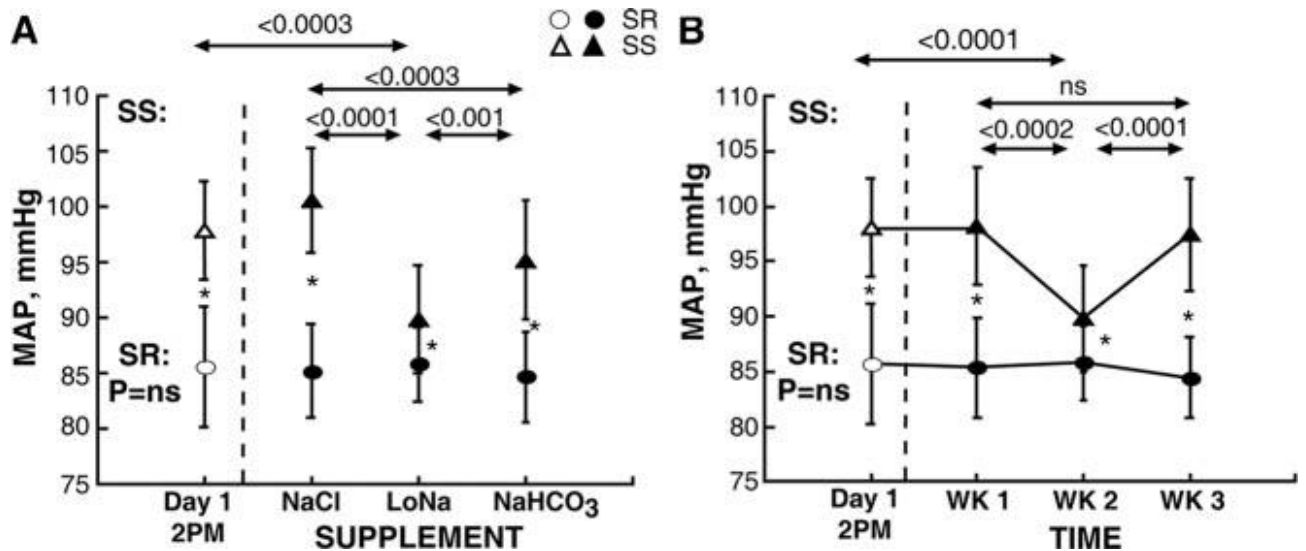 A
<0.0003
SR
SS
<0.0003
SS:
<0.0001
<0.001
110
105
100
95
90
85
80
75
MAP, mmHg
*
*
*
*
SR:
P=ns
Day 1
2PM
NaCl
LoNa
NaHCO3
SUPPLEMENT
B
<0.0001
ns
SS:
<0.0002
<0.0001
110
105
100
95
90
85
80
75
MAP, mmHg
*
*
*
*
SR:
P=ns
Day 1
2PM
WK 1
WK 2
WK 3
TIME